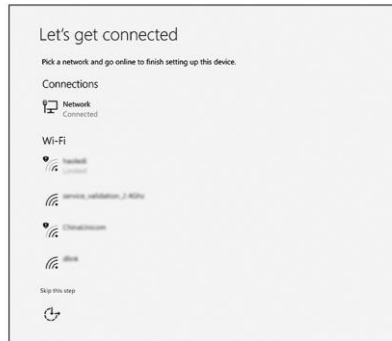 Let's get connected
Pick a network and go online to finish setting up this device.
Connections
Network
Connected
Wi-Fi
service_validation_2.4Ghz
ChinaUnicom
dlink
Skip this step